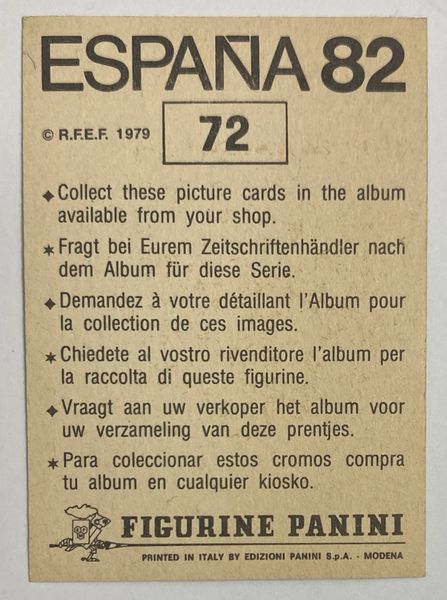 ESPAÑA 82
© R.F.E.F. 1979
72
◆ Collect these picture cards in the album
available from your shop.
✶ Fragt bei Eurem Zeitschriftenhändler nach
dem Album für diese Serie.
◆ Demandez à votre détaillant l'Album pour
la collection de ces images.
✶ Chiedete al vostro rivenditore l'album per
la raccolta di queste figurine.
◆ Vraagt aan uw verkoper het album voor
uw verzameling van deze prentjes.
✶ Para coleccionar estos cromos compra
tu album en cualquier kiosko.
FIGURINE PANINI
PRINTED IN ITALY BY EDIZIONI PANINI S.p.A. - MODENA